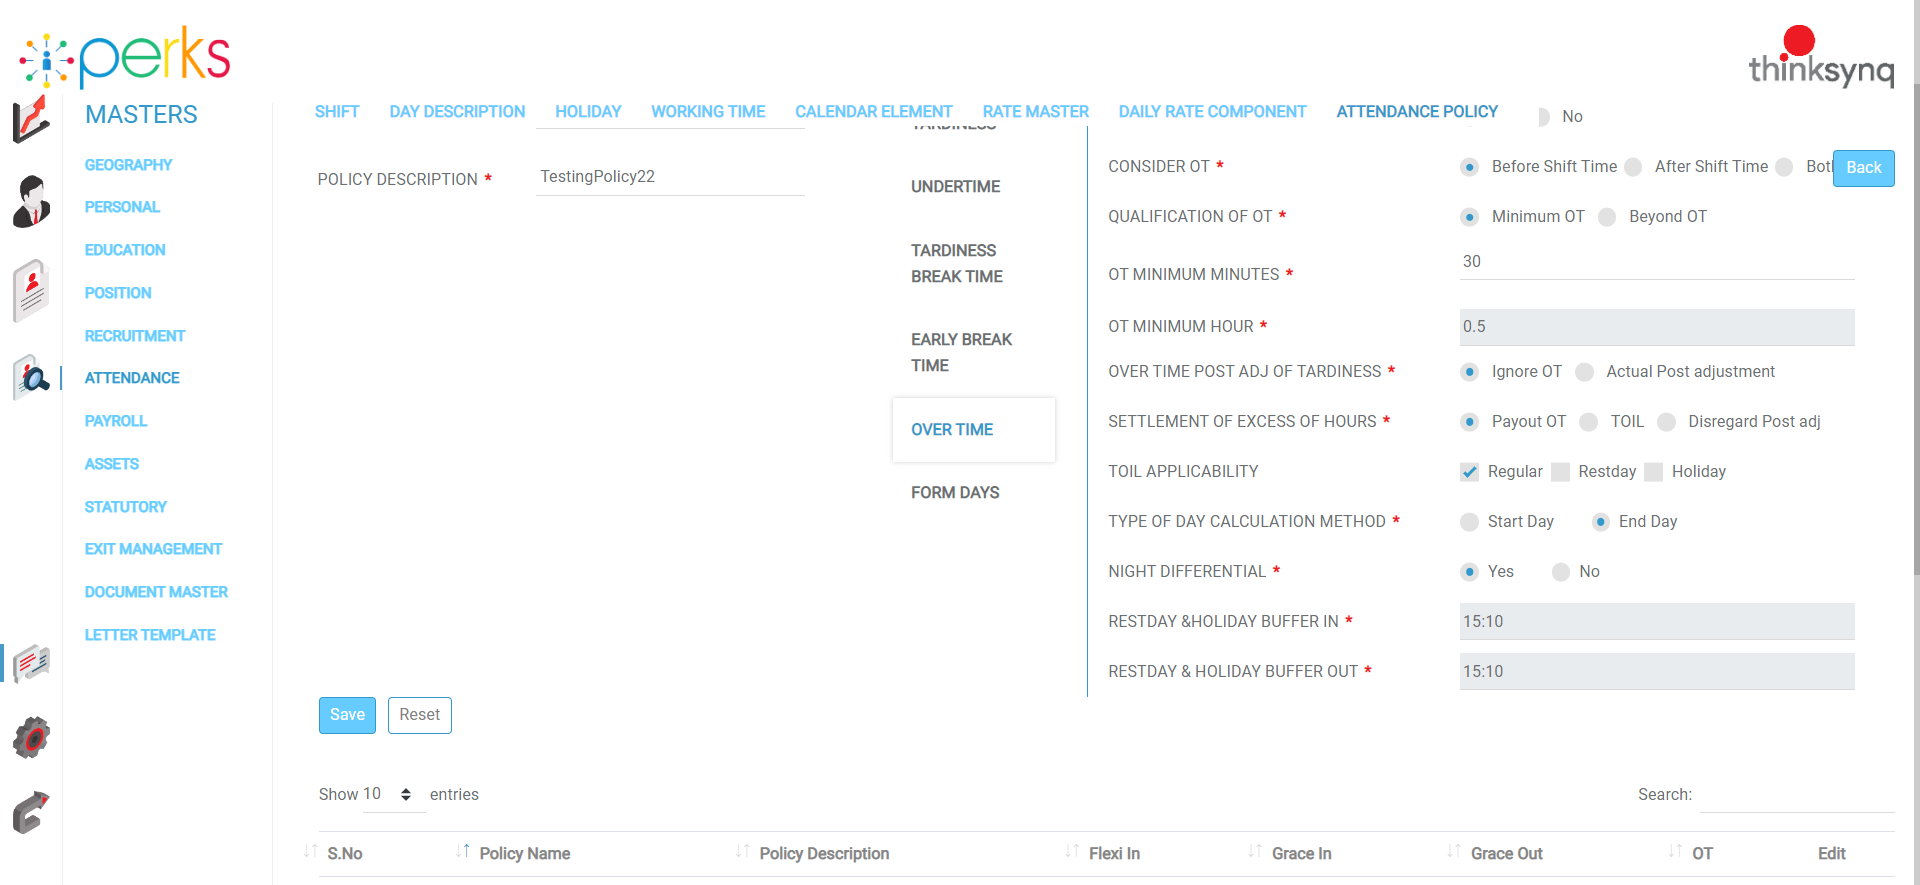 perks
thinksynq
MASTERS
SHIFT DAY DESCRIPTION HOLIDAY WORKING TIME CALENDAR ELEMENT RATE MASTER DAILY RATE COMPONENT ATTENDANCE POLICY
GEOGRAPHY
PERSONAL
EDUCATION
POSITION
RECRUITMENT
ATTENDANCE
PAYROLL
ASSETS
STATUTORY
EXIT MANAGEMENT
DOCUMENT MASTER
LETTER TEMPLATE
POLICY DESCRIPTION * TestingPolicy22
TARDINESS
UNDERTIME
TARDINESS
BREAK TIME
EARLY BREAK
TIME
OVER TIME
FORM DAYS
No
CONSIDER OT * Before Shift Time After Shift Time Both
Back
QUALIFICATION OF OT * Minimum OT Beyond OT
OT MINIMUM MINUTES * 30
OT MINIMUM HOUR * 0.5
OVER TIME POST ADJ OF TARDINESS * Ignore OT Actual Post adjustment
SETTLEMENT OF EXCESS OF HOURS * Payout OT TOIL Disregard Post adj
TOIL APPLICABILITY Regular Restday Holiday
TYPE OF DAY CALCULATION METHOD * Start Day End Day
NIGHT DIFFERENTIAL * Yes No
RESTDAY &HOLIDAY BUFFER IN * 15:10
RESTDAY & HOLIDAY BUFFER OUT * 15:10
Save Reset
Show 10 entries Search:
S.No Policy Name Policy Description Flexi In Grace In Grace Out OT Edit